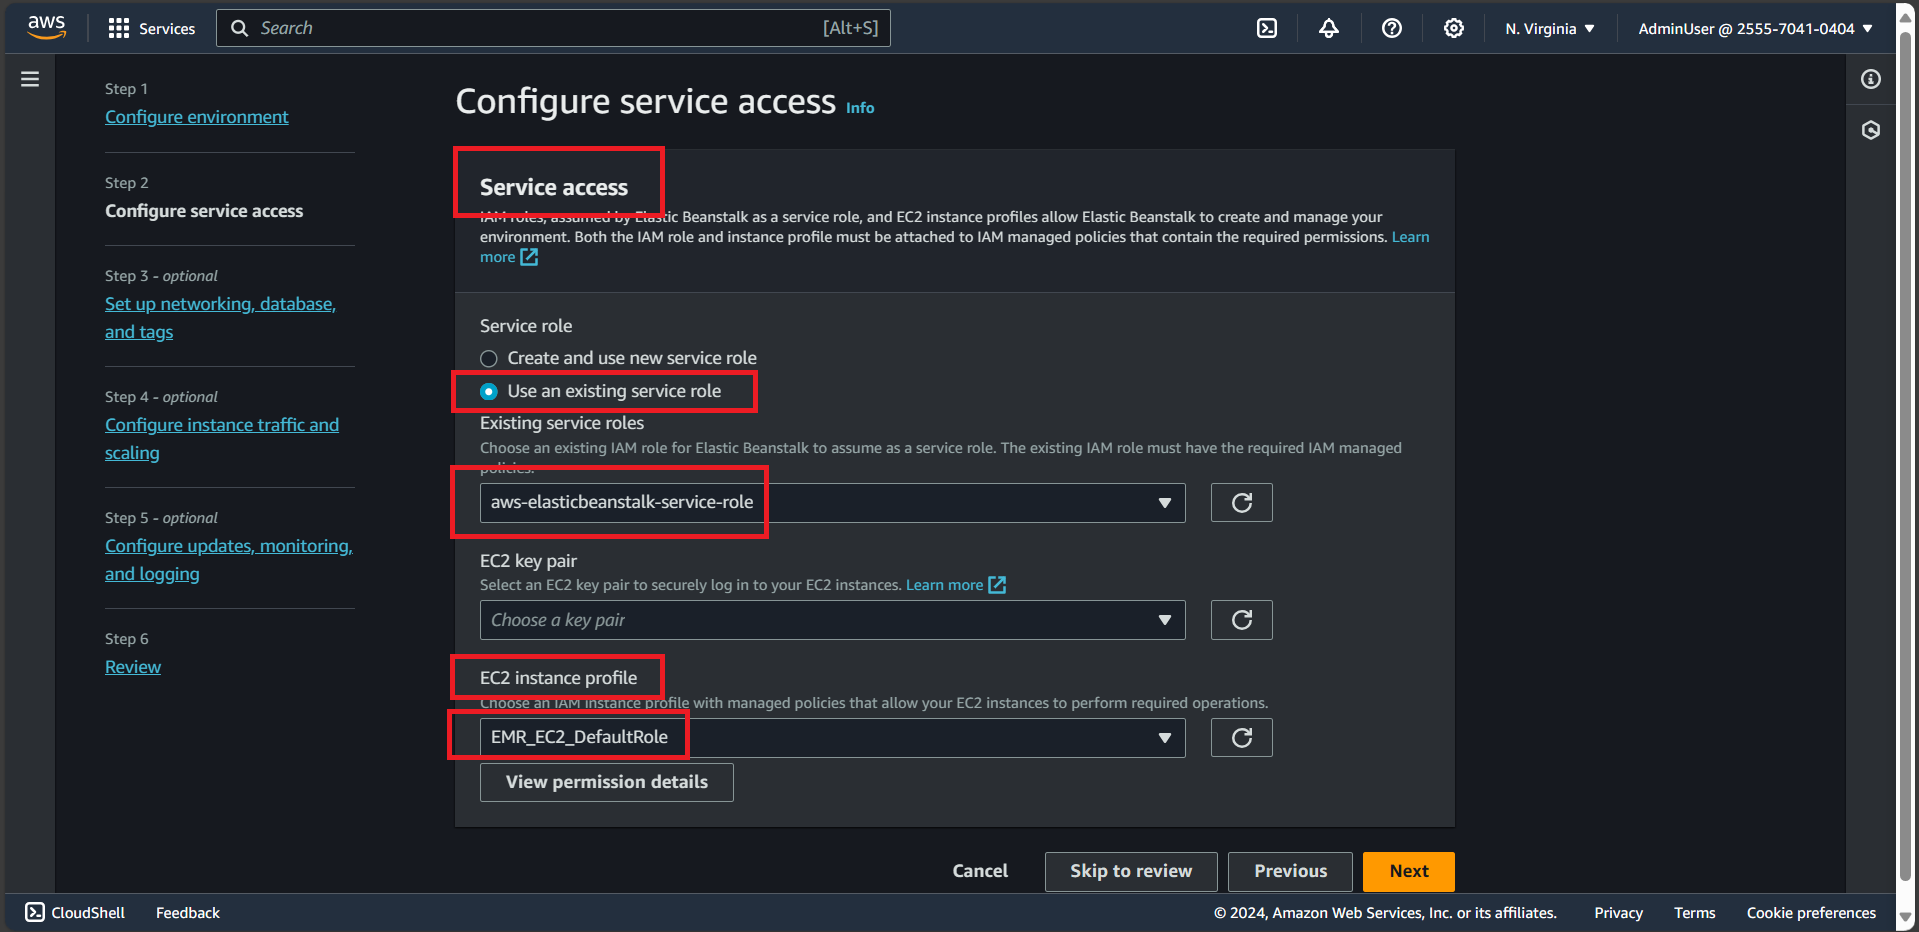 aws
Services
Search
[Alt+S]
N. Virginia
AdminUser @ 2555-7041-0404
Step 1
Configure environment
Step 2
Configure service access
Step 3 - optional
Set up networking, database,
and tags
Step 4 - optional
Configure instance traffic and
scaling
Step 5 - optional
Configure updates, monitoring,
and logging
Step 6
Review
Configure service access Info
Service access
IAM roles, assumed by Elastic Beanstalk as a service role, and EC2 instance profiles allow Elastic Beanstalk to create and manage your
environment. Both the IAM role and instance profile must be attached to IAM managed policies that contain the required permissions. Learn
more
Service role
Create and use new service role
Use an existing service role
Existing service roles
Choose an existing IAM role for Elastic Beanstalk to assume as a service role. The existing IAM role must have the required IAM managed
policies.
aws-elasticbeanstalk-service-role
EC2 key pair
Select an EC2 key pair to securely log in to your EC2 instances. Learn more
Choose a key pair
EC2 instance profile
Choose an IAM instance profile with managed policies that allow your EC2 instances to perform required operations.
EMR_EC2_DefaultRole
View permission details
Cancel
Skip to review
Previous
Next
CloudShell
Feedback
© 2024, Amazon Web Services, Inc. or its affiliates.
Privacy
Terms
Cookie preferences